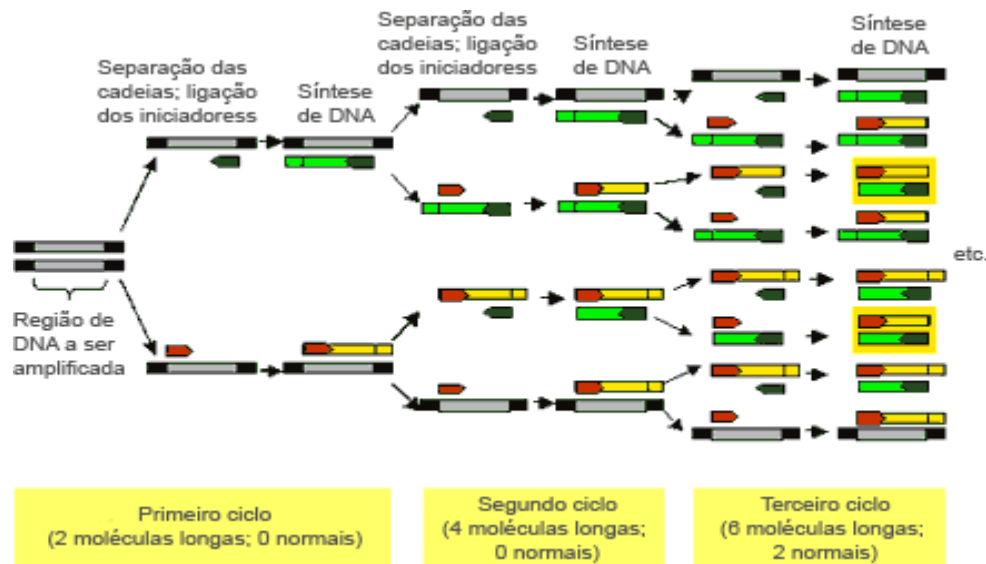 Separação das
cadeias; ligação
dos iniciadoress
Síntese
de DNA
Separação das
cadeias; ligação
dos iniciadoress
Síntese
de DNA
Síntese
de DNA
etc.
Região de
DNA a ser
amplificada
Primeiro ciclo
(2 moléculas longas; 0 normais)
Segundo ciclo
(4 moléculas longas;
0 normais)
Terceiro ciclo
(6 moléculas longas;
2 normais)